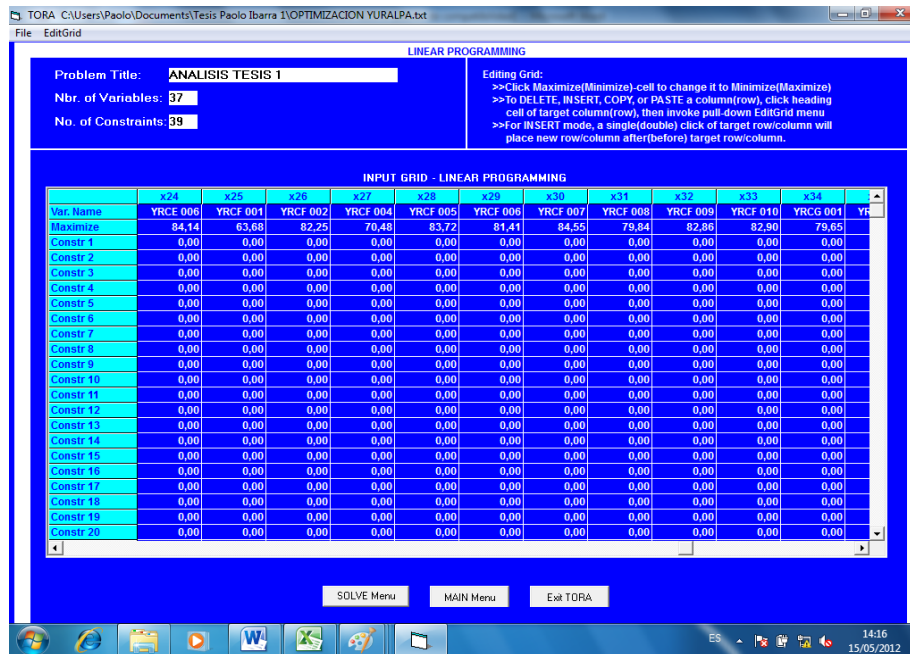 TORA C:\Users\Paolo\Documents\Tesis Paolo Ibarra 1\OPTIMIZACION YURALPA.txt
File EditGrid
LINEAR PROGRAMMING
Problem Title: ANALISIS TESIS 1
Nbr. of Variables: 37
No. of Constraints: 39
Editing Grid:
>>Click Maximize(Minimize)-cell to change it to Minimize(Maximize)
>>To DELETE, INSERT, COPY, or PASTE a column(row), click heading
cell of target column(row), then invoke pull-down EditGrid menu
>>For INSERT mode, a single(double) click of target row/column will
place new row/column after(before) target row/column.
INPUT GRID - LINEAR PROGRAMMING
x24 x25 x26 x27 x28 x29 x30 x31 x32 x33 x34
Var. Name YRCE 006 YRCF 001 YRCF 002 YRCF 004 YRCF 005 YRCF 006 YRCF 007 YRCF 008 YRCF 009 YRCF 010 YRCG 001 YR
Maximize 84,14 63,68 82,25 70,48 83,72 81,41 84,55 79,84 82,86 82,90 79,65
Constr 1 0,00 0,00 0,00 0,00 0,00 0,00 0,00 0,00 0,00 0,00 0,00
Constr 2 0,00 0,00 0,00 0,00 0,00 0,00 0,00 0,00 0,00 0,00 0,00
Constr 3 0,00 0,00 0,00 0,00 0,00 0,00 0,00 0,00 0,00 0,00 0,00
Constr 4 0,00 0,00 0,00 0,00 0,00 0,00 0,00 0,00 0,00 0,00 0,00
Constr 5 0,00 0,00 0,00 0,00 0,00 0,00 0,00 0,00 0,00 0,00 0,00
Constr 6 0,00 0,00 0,00 0,00 0,00 0,00 0,00 0,00 0,00 0,00 0,00
Constr 7 0,00 0,00 0,00 0,00 0,00 0,00 0,00 0,00 0,00 0,00 0,00
Constr 8 0,00 0,00 0,00 0,00 0,00 0,00 0,00 0,00 0,00 0,00 0,00
Constr 9 0,00 0,00 0,00 0,00 0,00 0,00 0,00 0,00 0,00 0,00 0,00
Constr 10 0,00 0,00 0,00 0,00 0,00 0,00 0,00 0,00 0,00 0,00 0,00
Constr 11 0,00 0,00 0,00 0,00 0,00 0,00 0,00 0,00 0,00 0,00 0,00
Constr 12 0,00 0,00 0,00 0,00 0,00 0,00 0,00 0,00 0,00 0,00 0,00
Constr 13 0,00 0,00 0,00 0,00 0,00 0,00 0,00 0,00 0,00 0,00 0,00
Constr 14 0,00 0,00 0,00 0,00 0,00 0,00 0,00 0,00 0,00 0,00 0,00
Constr 15 0,00 0,00 0,00 0,00 0,00 0,00 0,00 0,00 0,00 0,00 0,00
Constr 16 0,00 0,00 0,00 0,00 0,00 0,00 0,00 0,00 0,00 0,00 0,00
Constr 17 0,00 0,00 0,00 0,00 0,00 0,00 0,00 0,00 0,00 0,00 0,00
Constr 18 0,00 0,00 0,00 0,00 0,00 0,00 0,00 0,00 0,00 0,00 0,00
Constr 19 0,00 0,00 0,00 0,00 0,00 0,00 0,00 0,00 0,00 0,00 0,00
Constr 20 0,00 0,00 0,00 0,00 0,00 0,00 0,00 0,00 0,00 0,00 0,00
SOLVE Menu MAIN Menu Exit TORA
ES 14:16
15/05/2012